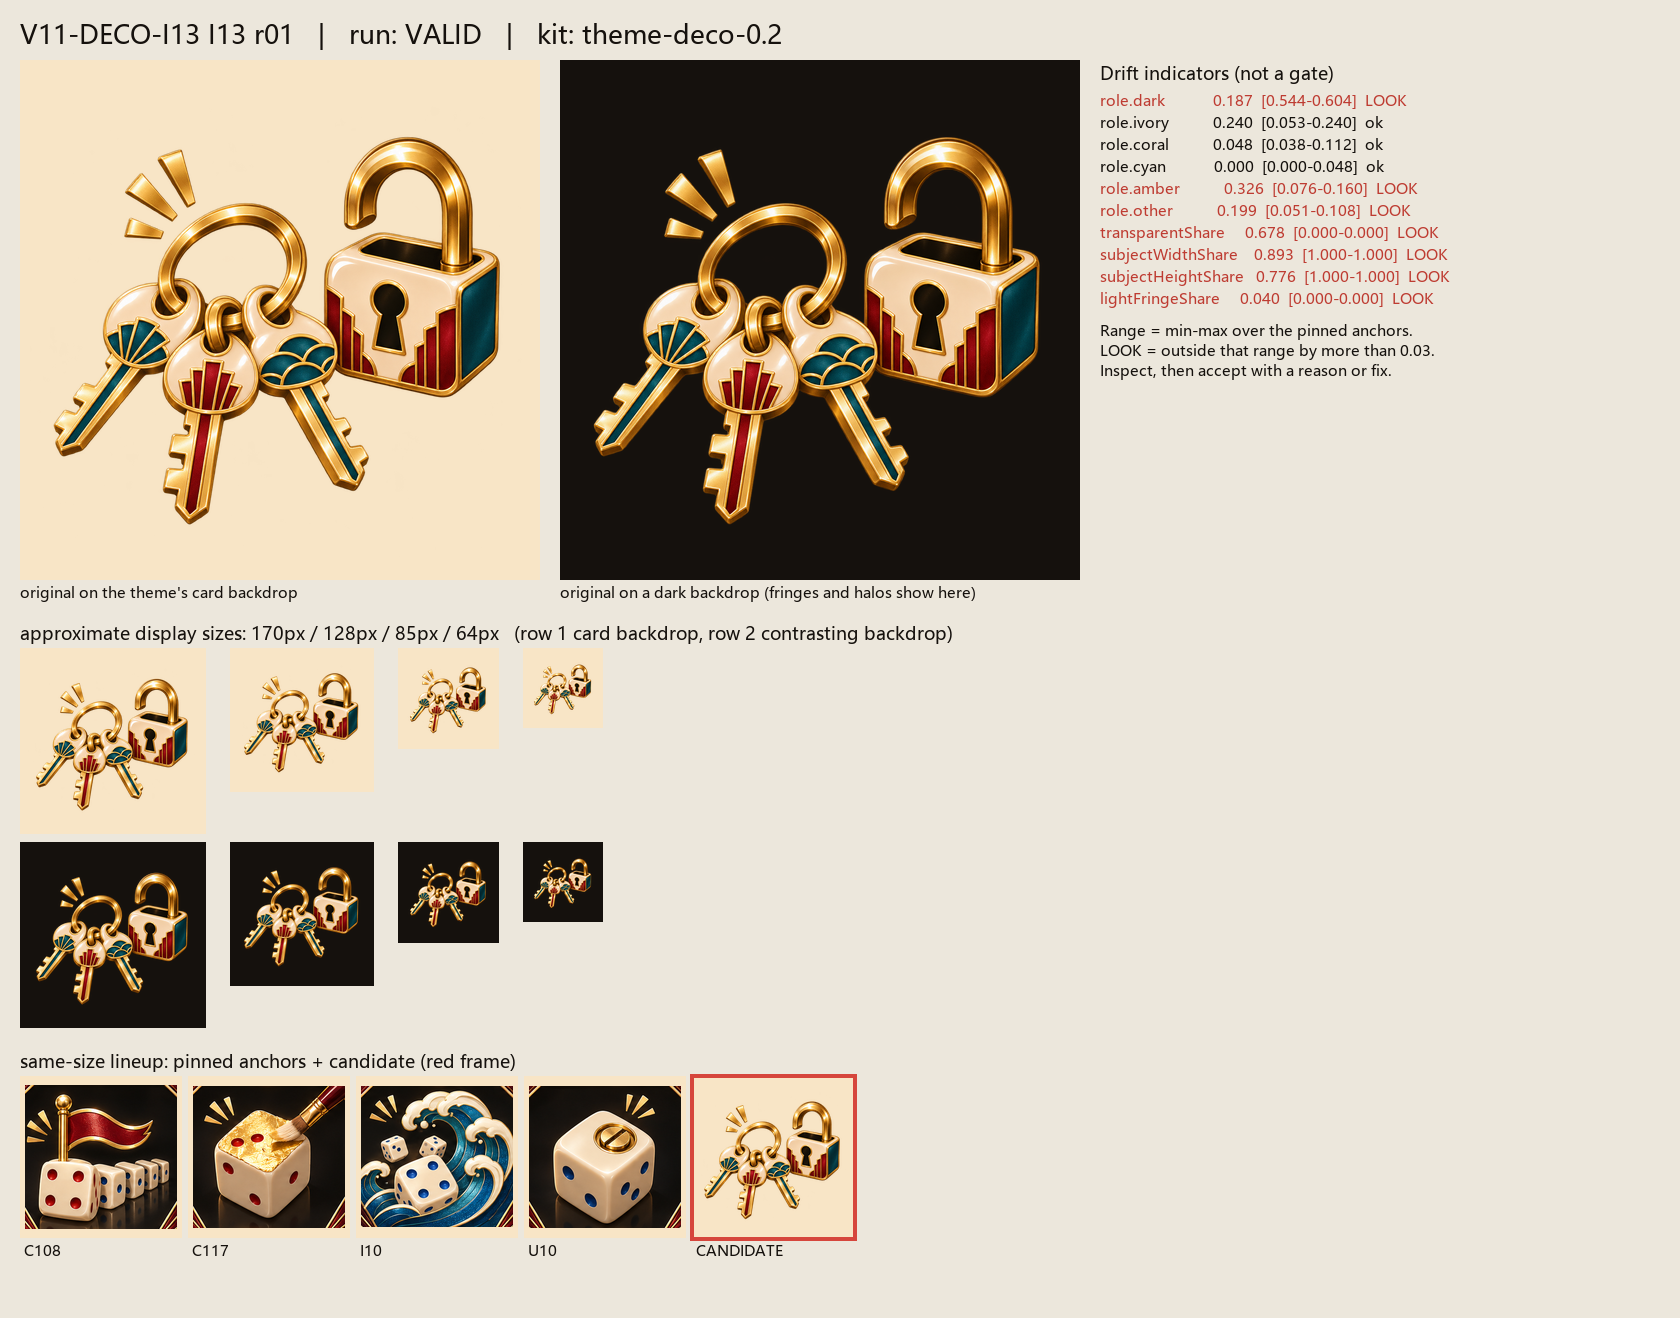 V11-DECO-I13 I13 r01 | run: VALID | kit: theme-deco-0.2
Drift indicators (not a gate)
role.dark 0.187 [0.544-0.604] LOOK
role.ivory 0.240 [0.053-0.240] ok
role.coral 0.048 [0.038-0.112] ok
role.cyan 0.000 [0.000-0.048] ok
role.amber 0.326 [0.076-0.160] LOOK
role.other 0.199 [0.051-0.108] LOOK
transparentShare 0.678 [0.000-0.000] LOOK
subjectWidthShare 0.893 [1.000-1.000] LOOK
subjectHeightShare 0.776 [1.000-1.000] LOOK
lightFringeShare 0.040 [0.000-0.000] LOOK
Range = min-max over the pinned anchors.
LOOK = outside that range by more than 0.03.
Inspect, then accept with a reason or fix.
original on the theme's card backdrop
original on a dark backdrop (fringes and halos show here)
approximate display sizes: 170px / 128px / 85px / 64px (row 1 card backdrop, row 2 contrasting backdrop)
same-size lineup: pinned anchors + candidate (red frame)
C108
C117
I10
U10
CANDIDATE